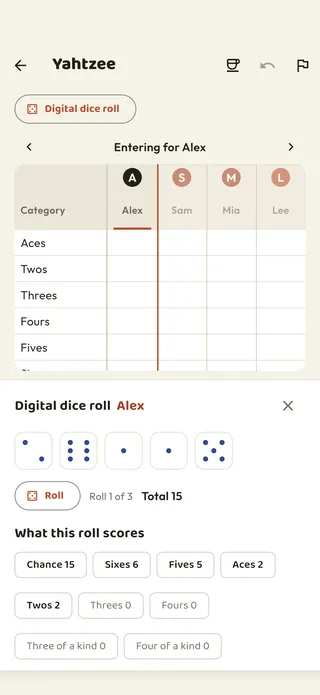 Yahtzee
Digital dice roll
Entering for Alex
A S M L
Category Alex Sam Mia Lee
Aces
Twos
Threes
Fours
Fives
Digital dice roll Alex
Roll Roll 1 of 3 Total 15
What this roll scores
Chance 15 Sixes 6 Fives 5 Aces 2
Twos 2 Threes 0 Fours 0
Three of a kind 0 Four of a kind 0